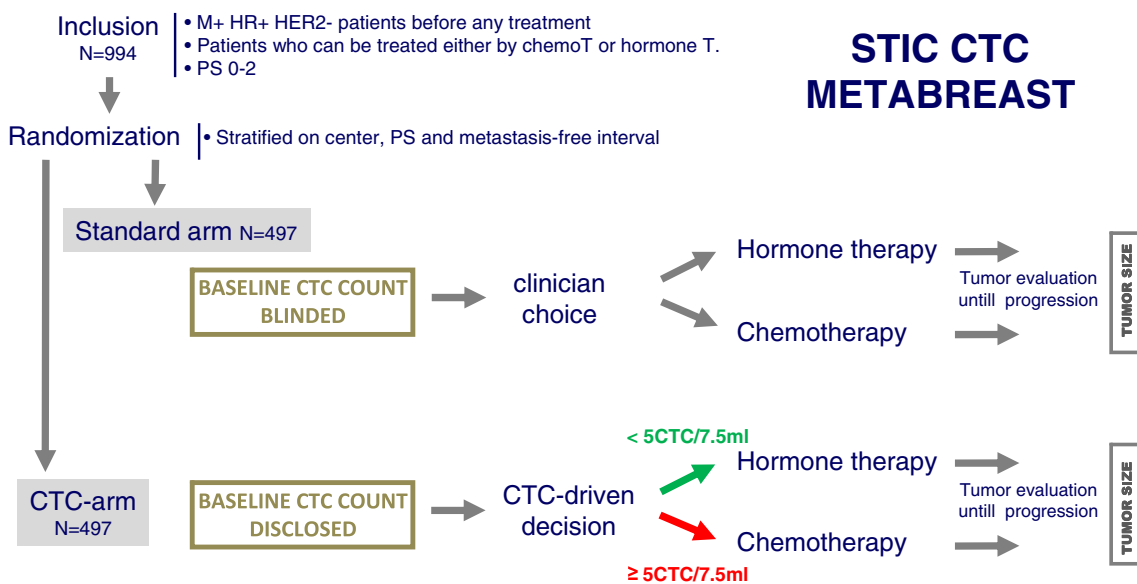 Inclusion
N=994
• M+ HR+ HER2- patients before any treatment
• Patients who can be treated either by chemoT or hormone T.
• PS 0-2
STIC CTC
METABREAST
Randomization
• Stratified on center, PS and metastasis-free interval
Standard arm N=497
BASELINE CTC COUNT
BLINDED
clinician
choice
Hormone therapy
Chemotherapy
Tumor evaluation
untill progression
TUMOR SIZE
CTC-arm
N=497
BASELINE CTC COUNT
DISCLOSED
CTC-driven
decision
< 5CTC/7.5ml
Hormone therapy
Chemotherapy
≥ 5CTC/7.5ml
Tumor evaluation
untill progression
TUMOR SIZE